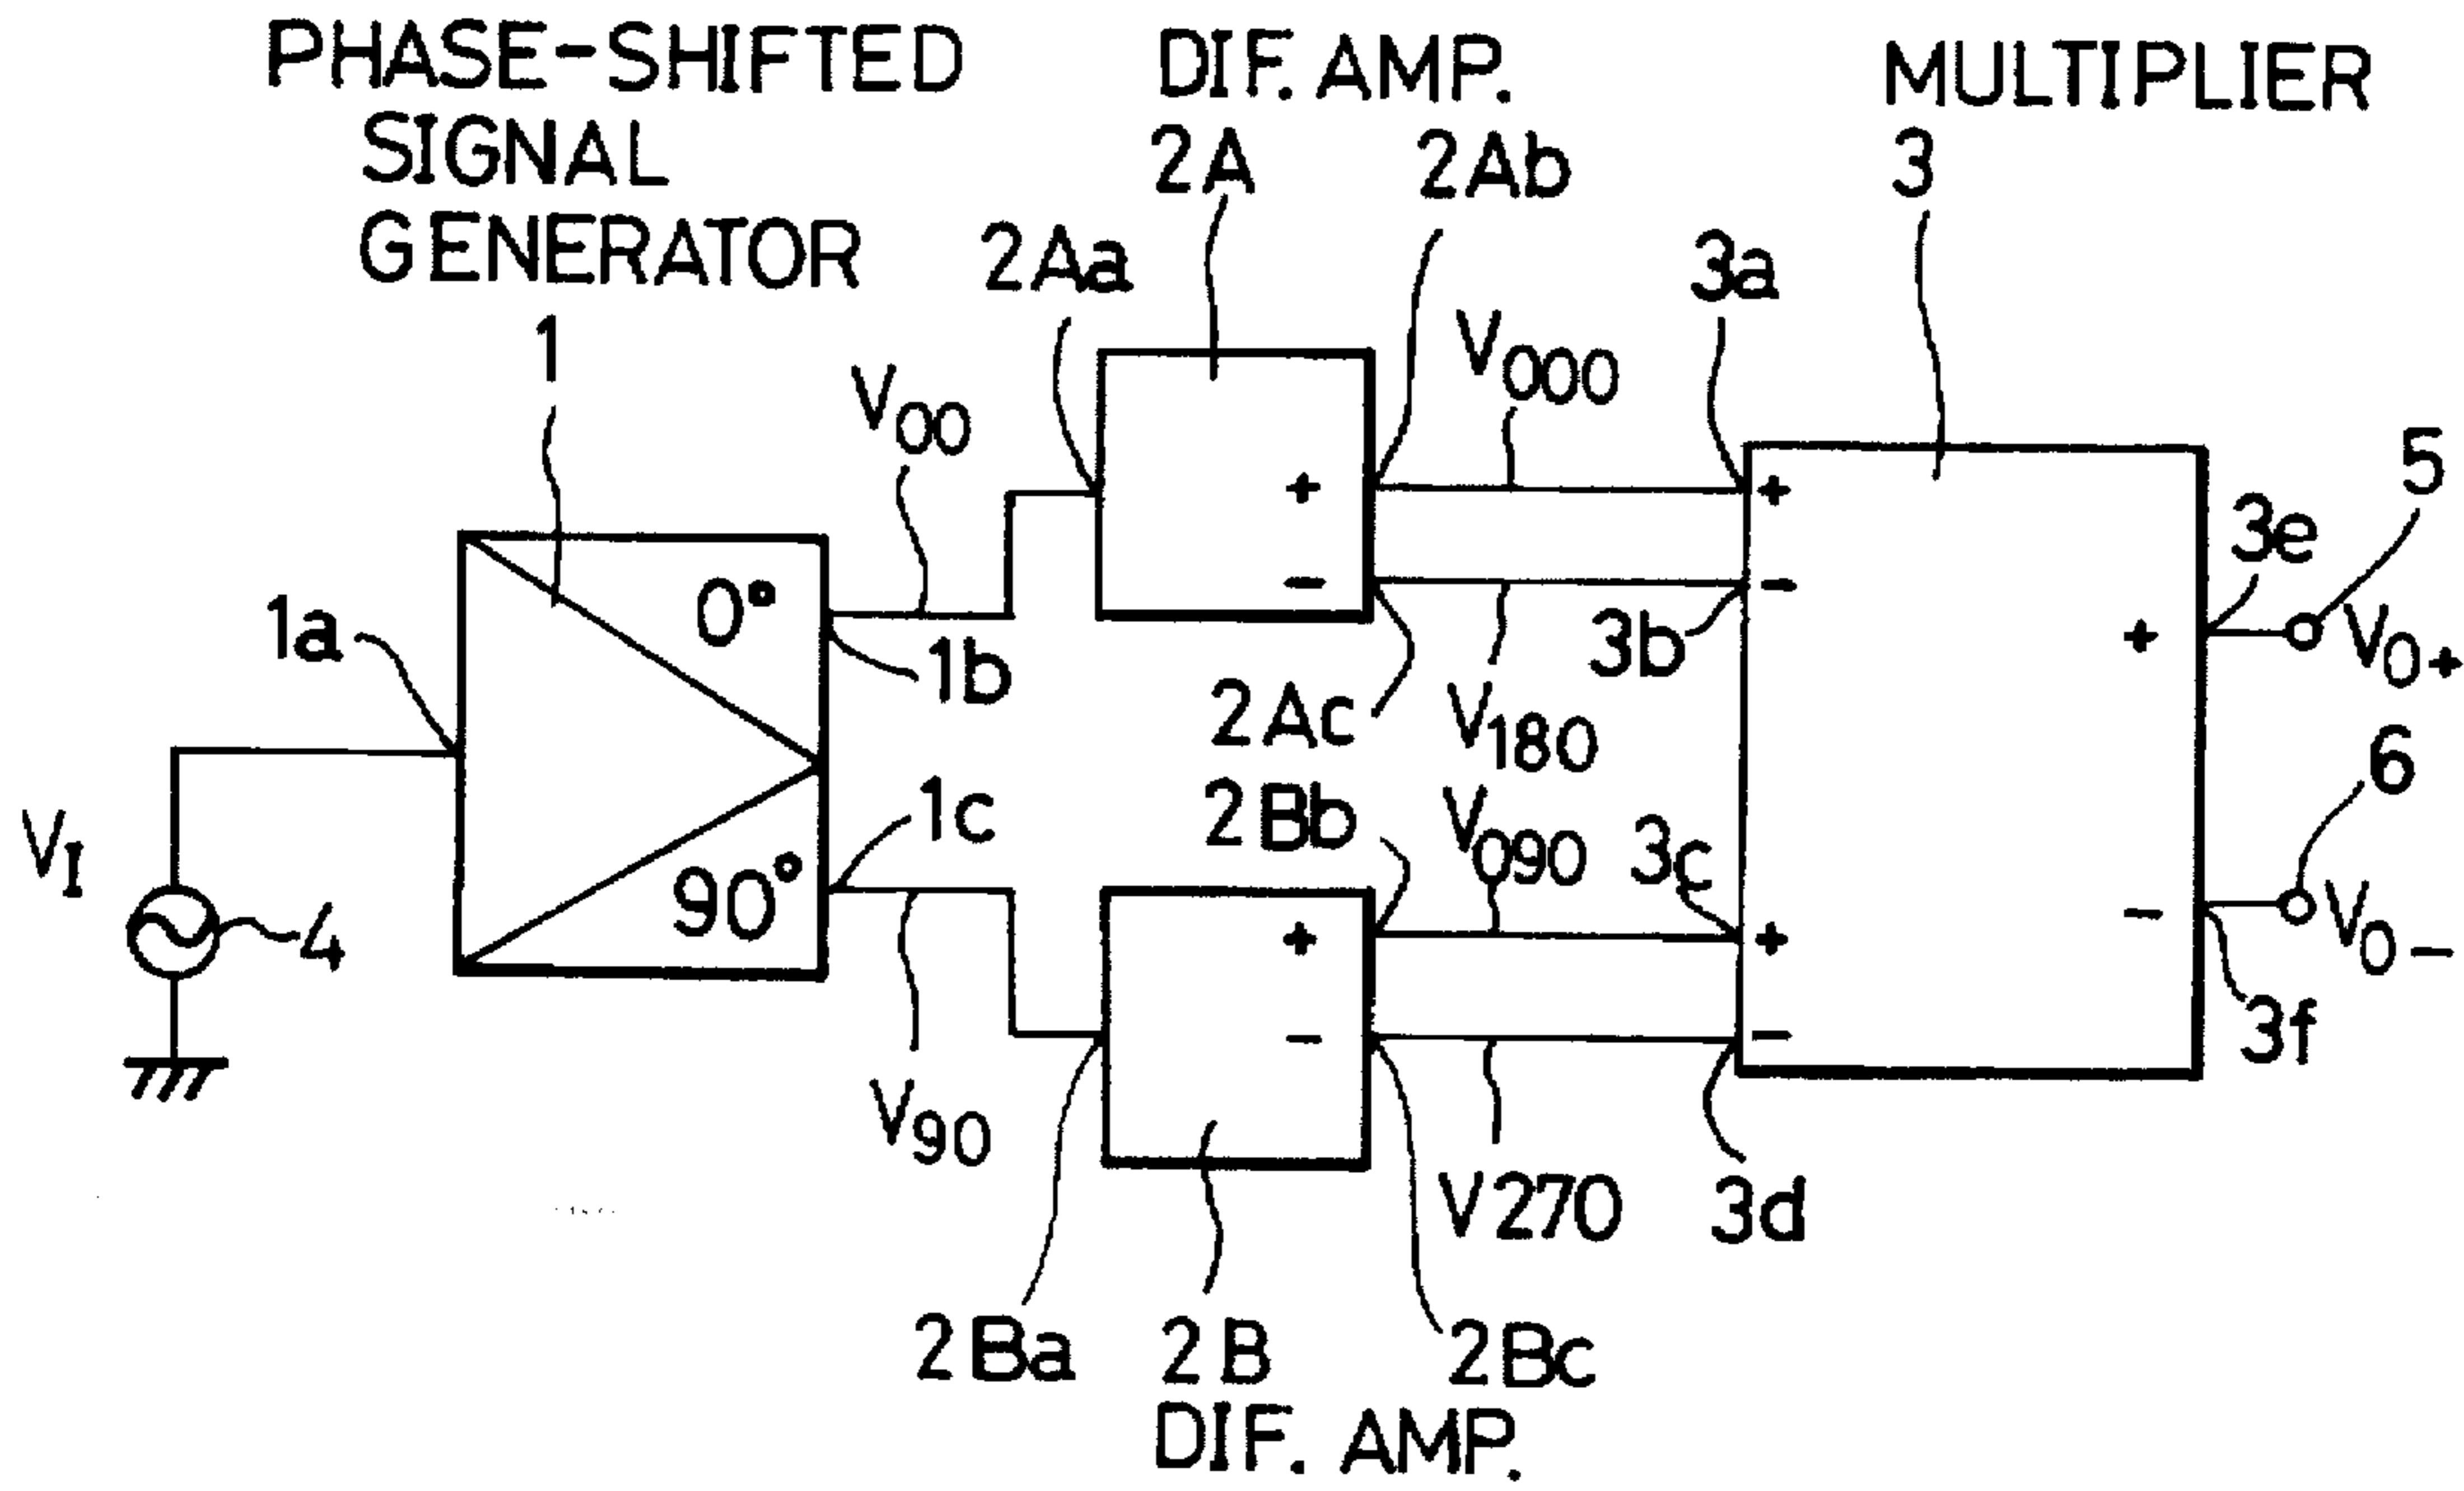 PHASE-SHIFTED
SIGNAL
GENERATOR
1
DIF. AMP.
2A
2Ab
MULTIPLIER
3
2Aa
3a
V000
V00
5
3e
0°
+
+
-
-
1a
1b
3b
+
V0+
2Ac
V180
6
1c
2Bb
V090
3c
VI
90°
4
+
+
-
V0-
-
-
3f
V90
V270
3d
2Ba
2B
2Bc
DIF. AMP.